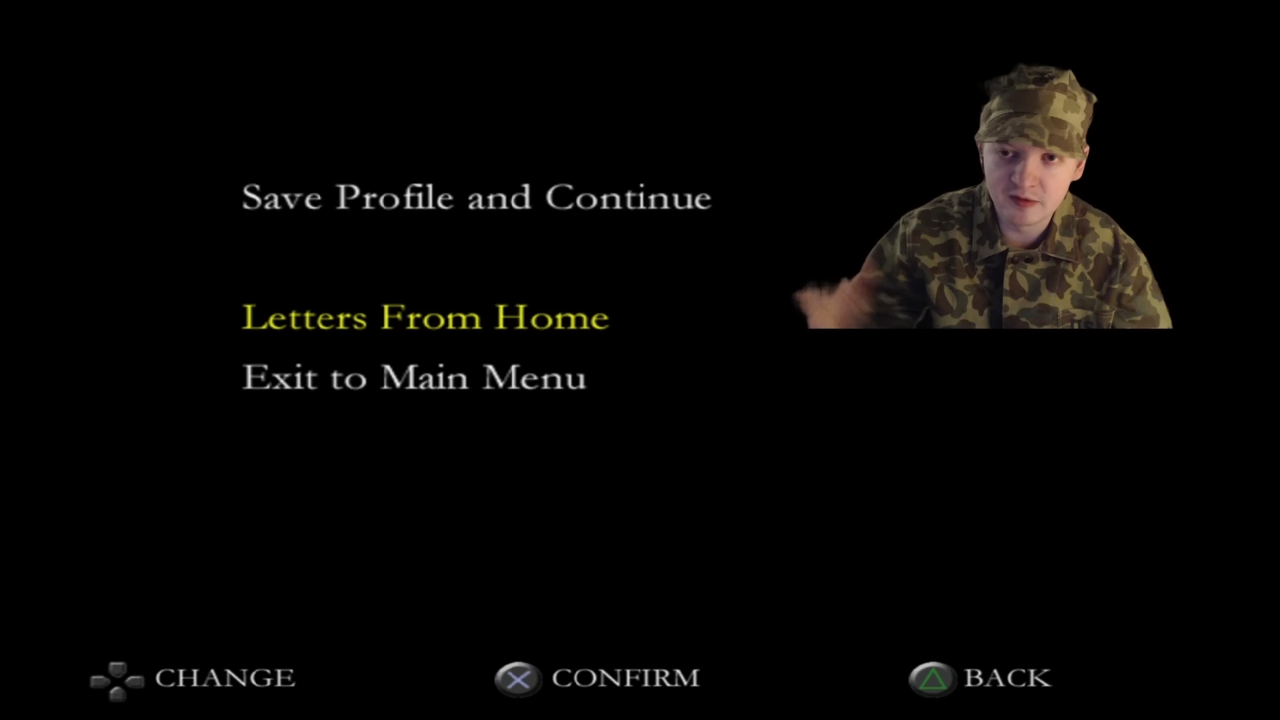 Save Profile and Continue
Letters From Home
Exit to Main Menu
CHANGE
CONFIRM
BACK